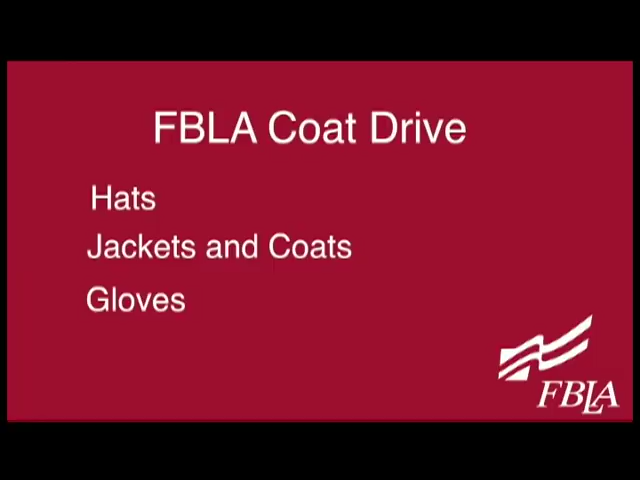 FBLA Coat Drive
Hats
Jackets and Coats
Gloves
FBLA